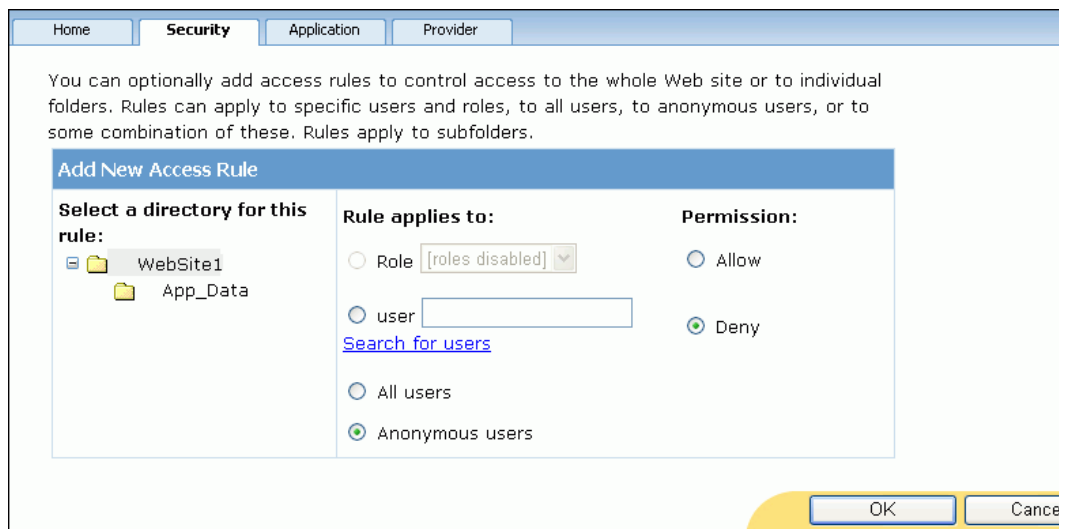 Home
Security
Application
Provider
You can optionally add access rules to control access to the whole Web site or to individual
folders. Rules can apply to specific users and roles, to all users, to anonymous users, or to
some combination of these. Rules apply to subfolders.
Add New Access Rule
Select a directory for this
rule:
WebSite1
App_Data
Rule applies to:
Role [roles disabled]
user
Search for users
All users
Anonymous users
Permission:
Allow
Deny
OK
Cance